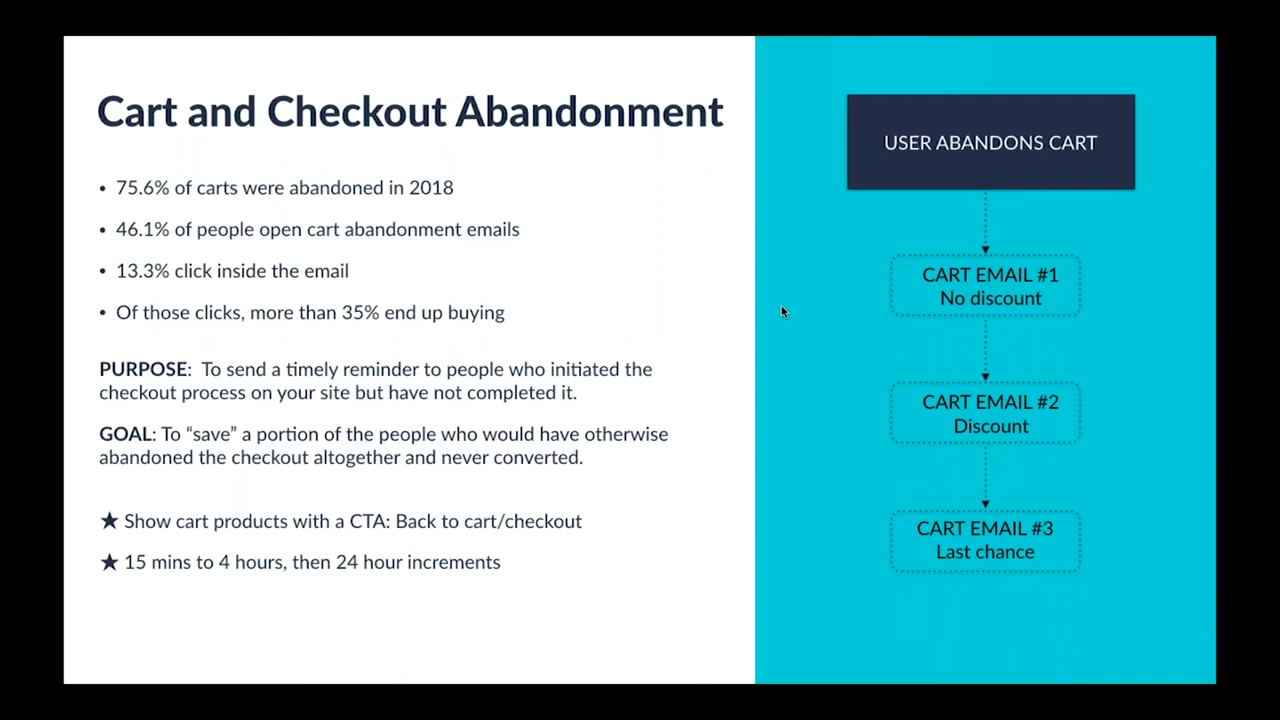 Cart and Checkout Abandonment
• 75.6% of carts were abandoned in 2018
• 46.1% of people open cart abandonment emails
• 13.3% click inside the email
• Of those clicks, more than 35% end up buying
PURPOSE: To send a timely reminder to people who initiated the
checkout process on your site but have not completed it.
GOAL: To “save” a portion of the people who would have otherwise
abandoned the checkout altogether and never converted.
★ Show cart products with a CTA: Back to cart/checkout
★ 15 mins to 4 hours, then 24 hour increments
USER ABANDONS CART
CART EMAIL #1
No discount
CART EMAIL #2
Discount
CART EMAIL #3
Last chance